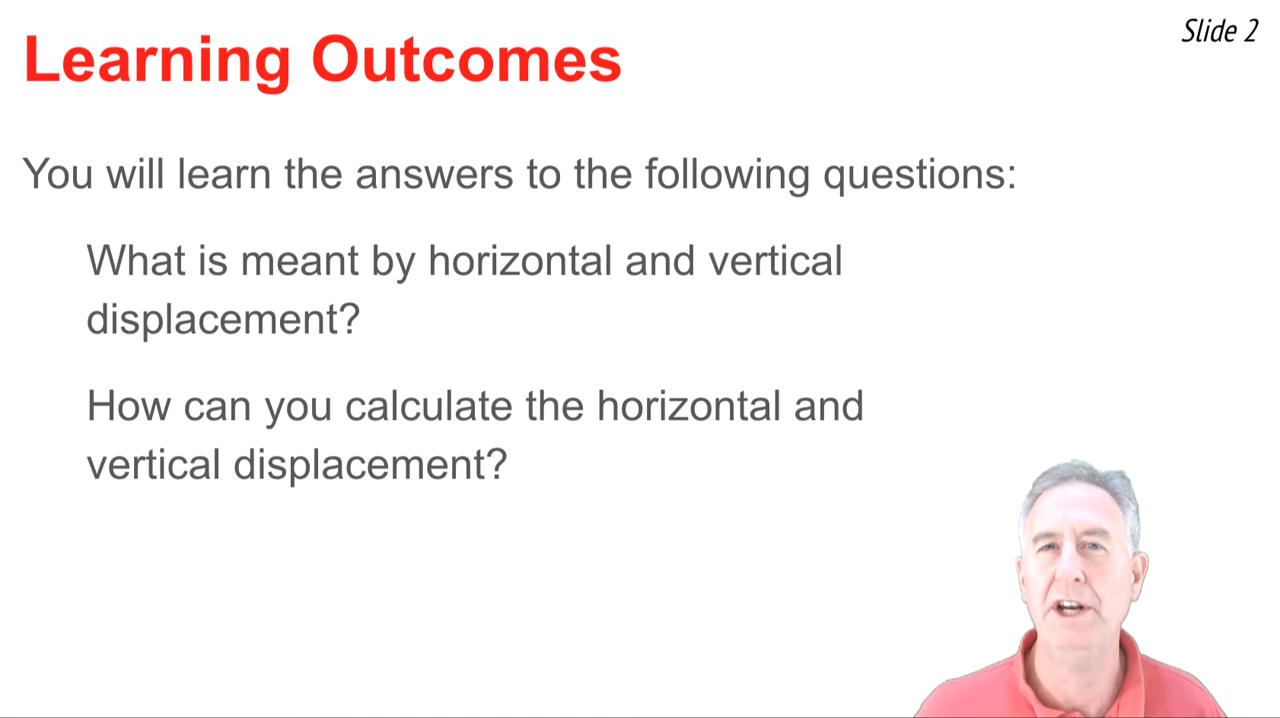 Slide 2
Learning Outcomes
You will learn the answers to the following questions:
What is meant by horizontal and vertical
displacement?
How can you calculate the horizontal and
vertical displacement?